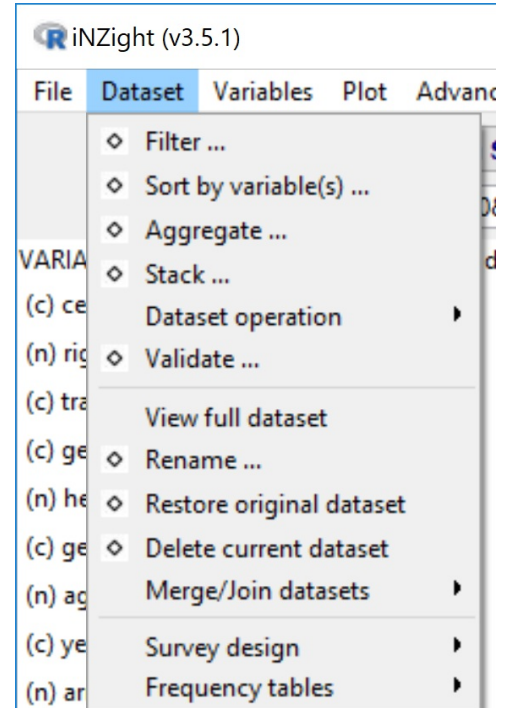 iNZight (v3.5.1)
File Dataset Variables Plot
Filter ...
Sort by variable(s) ...
Aggregate ...
Stack ...
Dataset operation
Validate ...
View full dataset
Rename ...
Restore original dataset
Delete current dataset
Merge/Join datasets
Survey design
Frequency tables
(c)
(n)
(c)
(c)
(n)
(c)
(n)
(c)
(n)